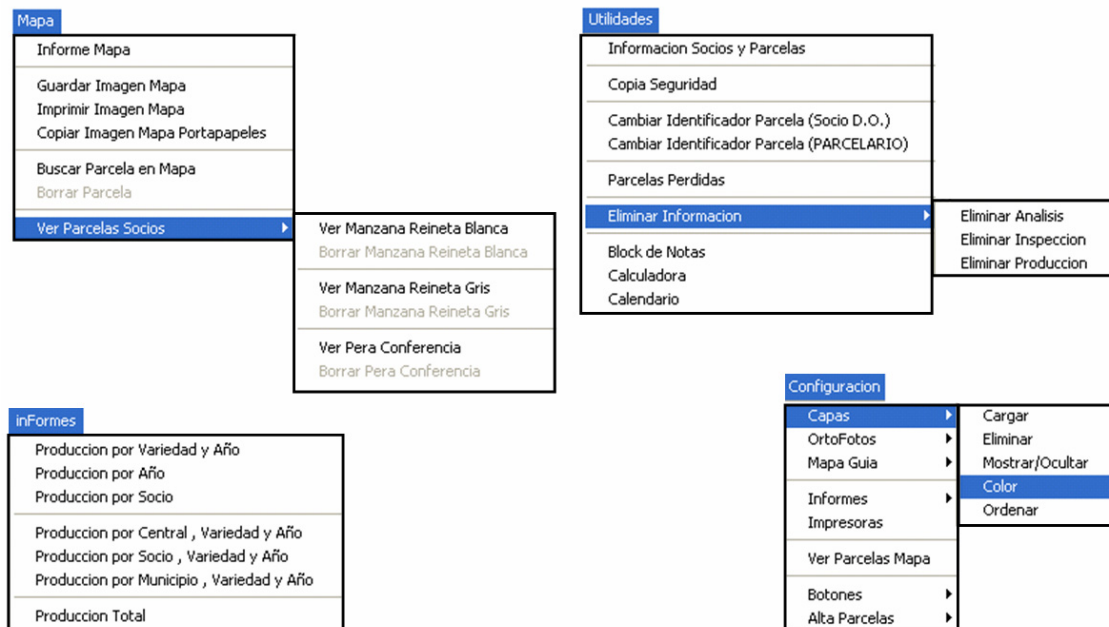 Mapa
Informe Mapa
Guardar Imagen Mapa
Imprimir Imagen Mapa
Copiar Imagen Mapa Portapapeles
Buscar Parcela en Mapa
Borrar Parcela
Ver Parcelas Socios
Ver Manzana Reineta Blanca
Borrar Manzana Reineta Blanca
Ver Manzana Reineta Gris
Borrar Manzana Reineta Gris
Ver Pera Conferencia
Borrar Pera Conferencia
Utilidades
Informacion Socios y Parcelas
Copia Seguridad
Cambiar Identificador Parcela (Socio D.O.)
Cambiar Identificador Parcela (PARCELARIO)
Parcelas Perdidas
Eliminar Informacion
Block de Notas
Calculadora
Calendario
Eliminar Analisis
Eliminar Inspeccion
Eliminar Produccion
inFormes
Produccion por Variedad y Año
Produccion por Año
Produccion por Socio
Produccion por Central , Variedad y Año
Produccion por Socio , Variedad y Año
Produccion por Municipio , Variedad y Año
Produccion Total
Configuracion
Capas
OrtoFotos
Mapa Guia
Informes
Impresoras
Ver Parcelas Mapa
Botones
Alta Parcelas
Cargar
Eliminar
Mostrar/Ocultar
Color
Ordenar